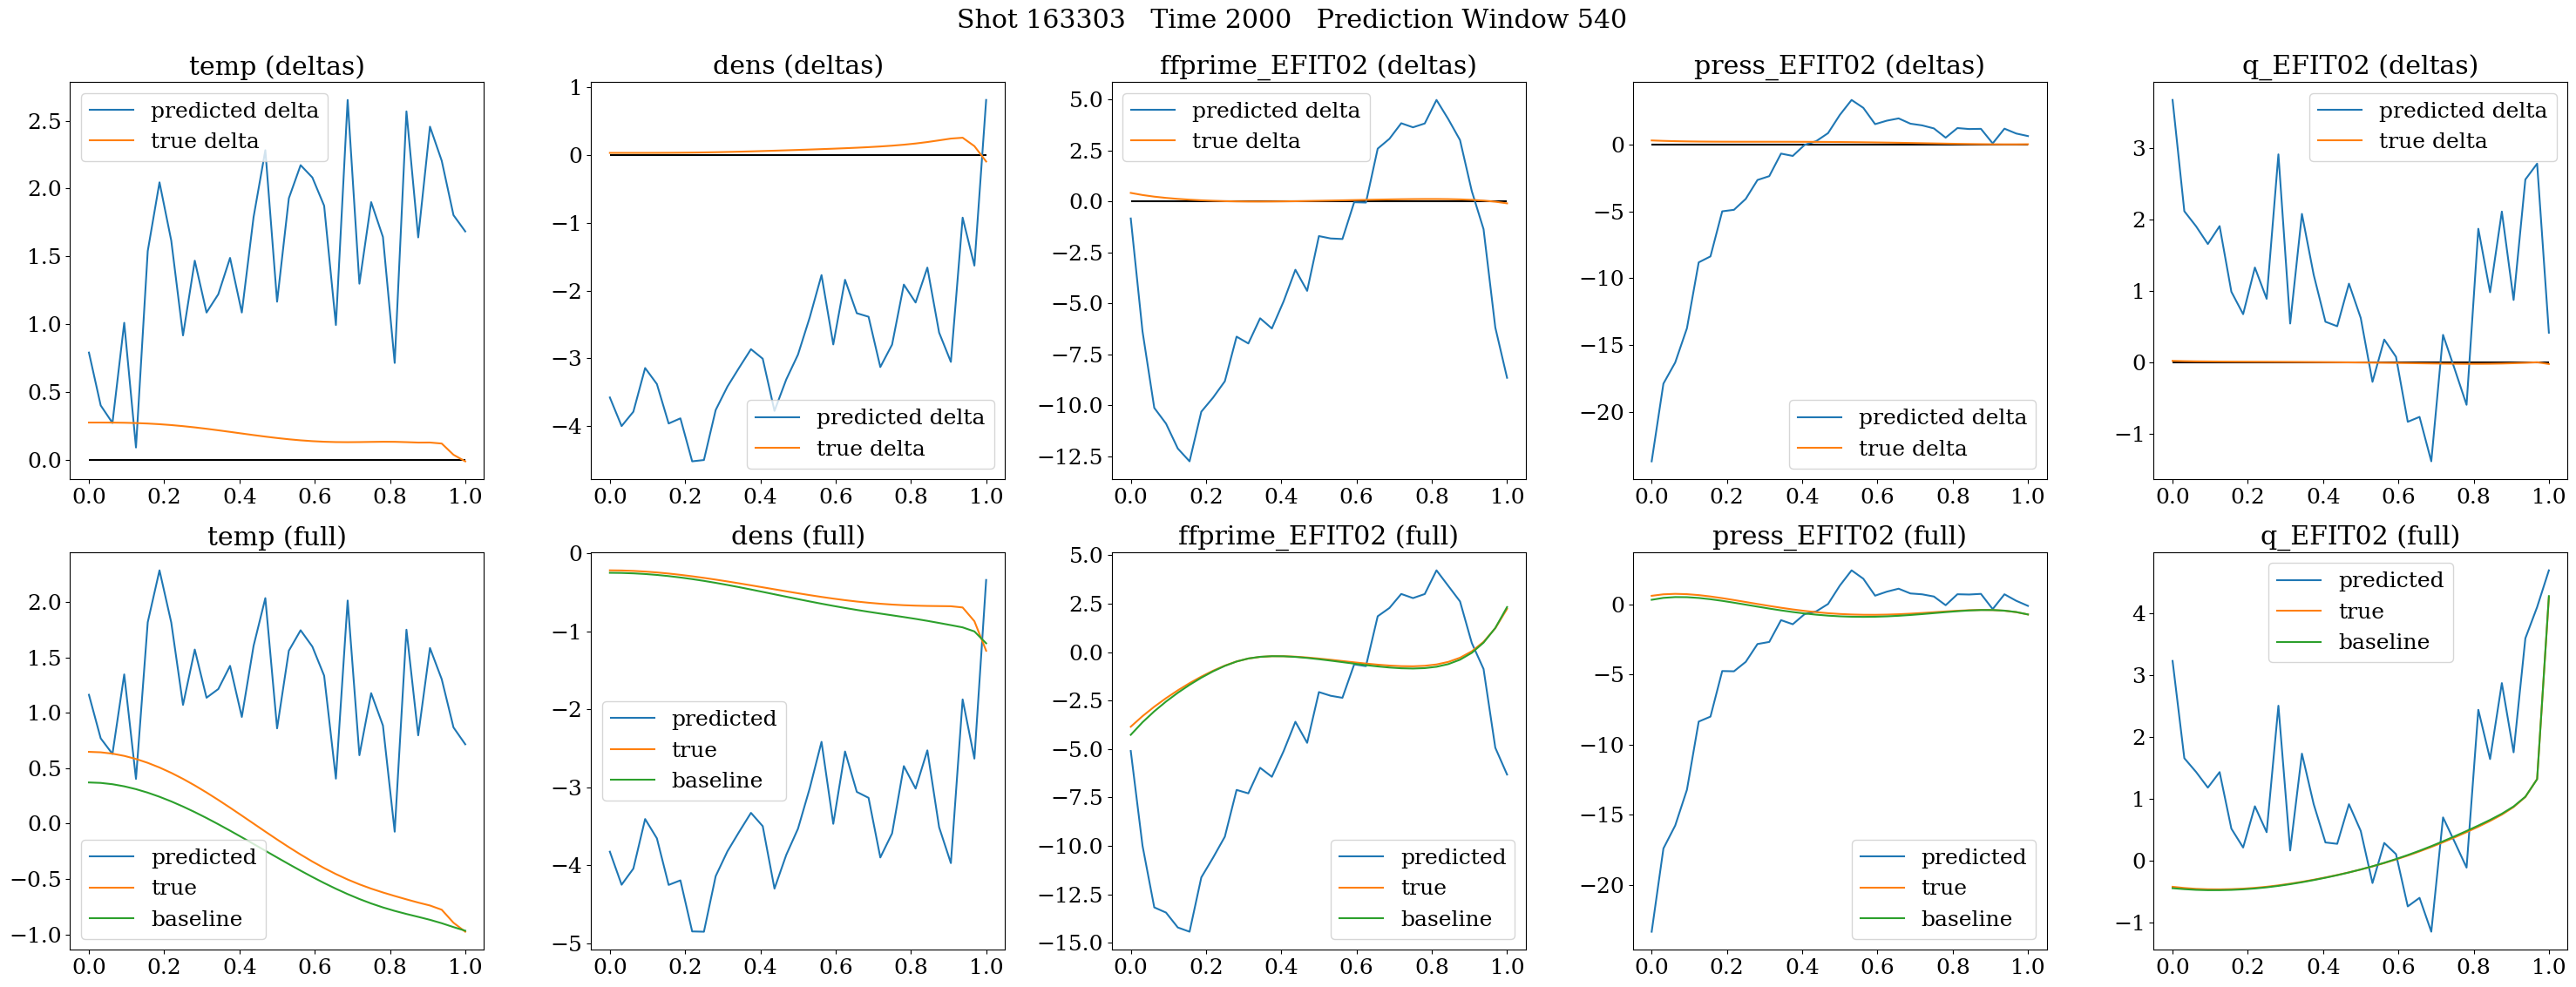 Shot 163303   Time 2000   Prediction Window 540
temp (deltas)
predicted delta
true delta
2.5
2.0
1.5
1.0
0.5
0.0
0.0 0.2 0.4 0.6 0.8 1.0
dens (deltas)
1
0
−1
−2
−3
−4
predicted delta
true delta
0.0 0.2 0.4 0.6 0.8 1.0
ffprime_EFIT02 (deltas)
predicted delta
true delta
5.0
2.5
0.0
−2.5
−5.0
−7.5
−10.0
−12.5
0.0 0.2 0.4 0.6 0.8 1.0
press_EFIT02 (deltas)
0
−5
−10
−15
−20
predicted delta
true delta
0.0 0.2 0.4 0.6 0.8 1.0
q_EFIT02 (deltas)
predicted delta
true delta
3
2
1
0
−1
0.0 0.2 0.4 0.6 0.8 1.0
temp (full)
2.0
1.5
1.0
0.5
0.0
−0.5
−1.0
predicted
true
baseline
0.0 0.2 0.4 0.6 0.8 1.0
dens (full)
0
−1
−2
−3
−4
−5
predicted
true
baseline
0.0 0.2 0.4 0.6 0.8 1.0
ffprime_EFIT02 (full)
5.0
2.5
0.0
−2.5
−5.0
−7.5
−10.0
−12.5
−15.0
predicted
true
baseline
0.0 0.2 0.4 0.6 0.8 1.0
press_EFIT02 (full)
0
−5
−10
−15
−20
predicted
true
baseline
0.0 0.2 0.4 0.6 0.8 1.0
q_EFIT02 (full)
predicted
true
baseline
4
3
2
1
0
−1
0.0 0.2 0.4 0.6 0.8 1.0